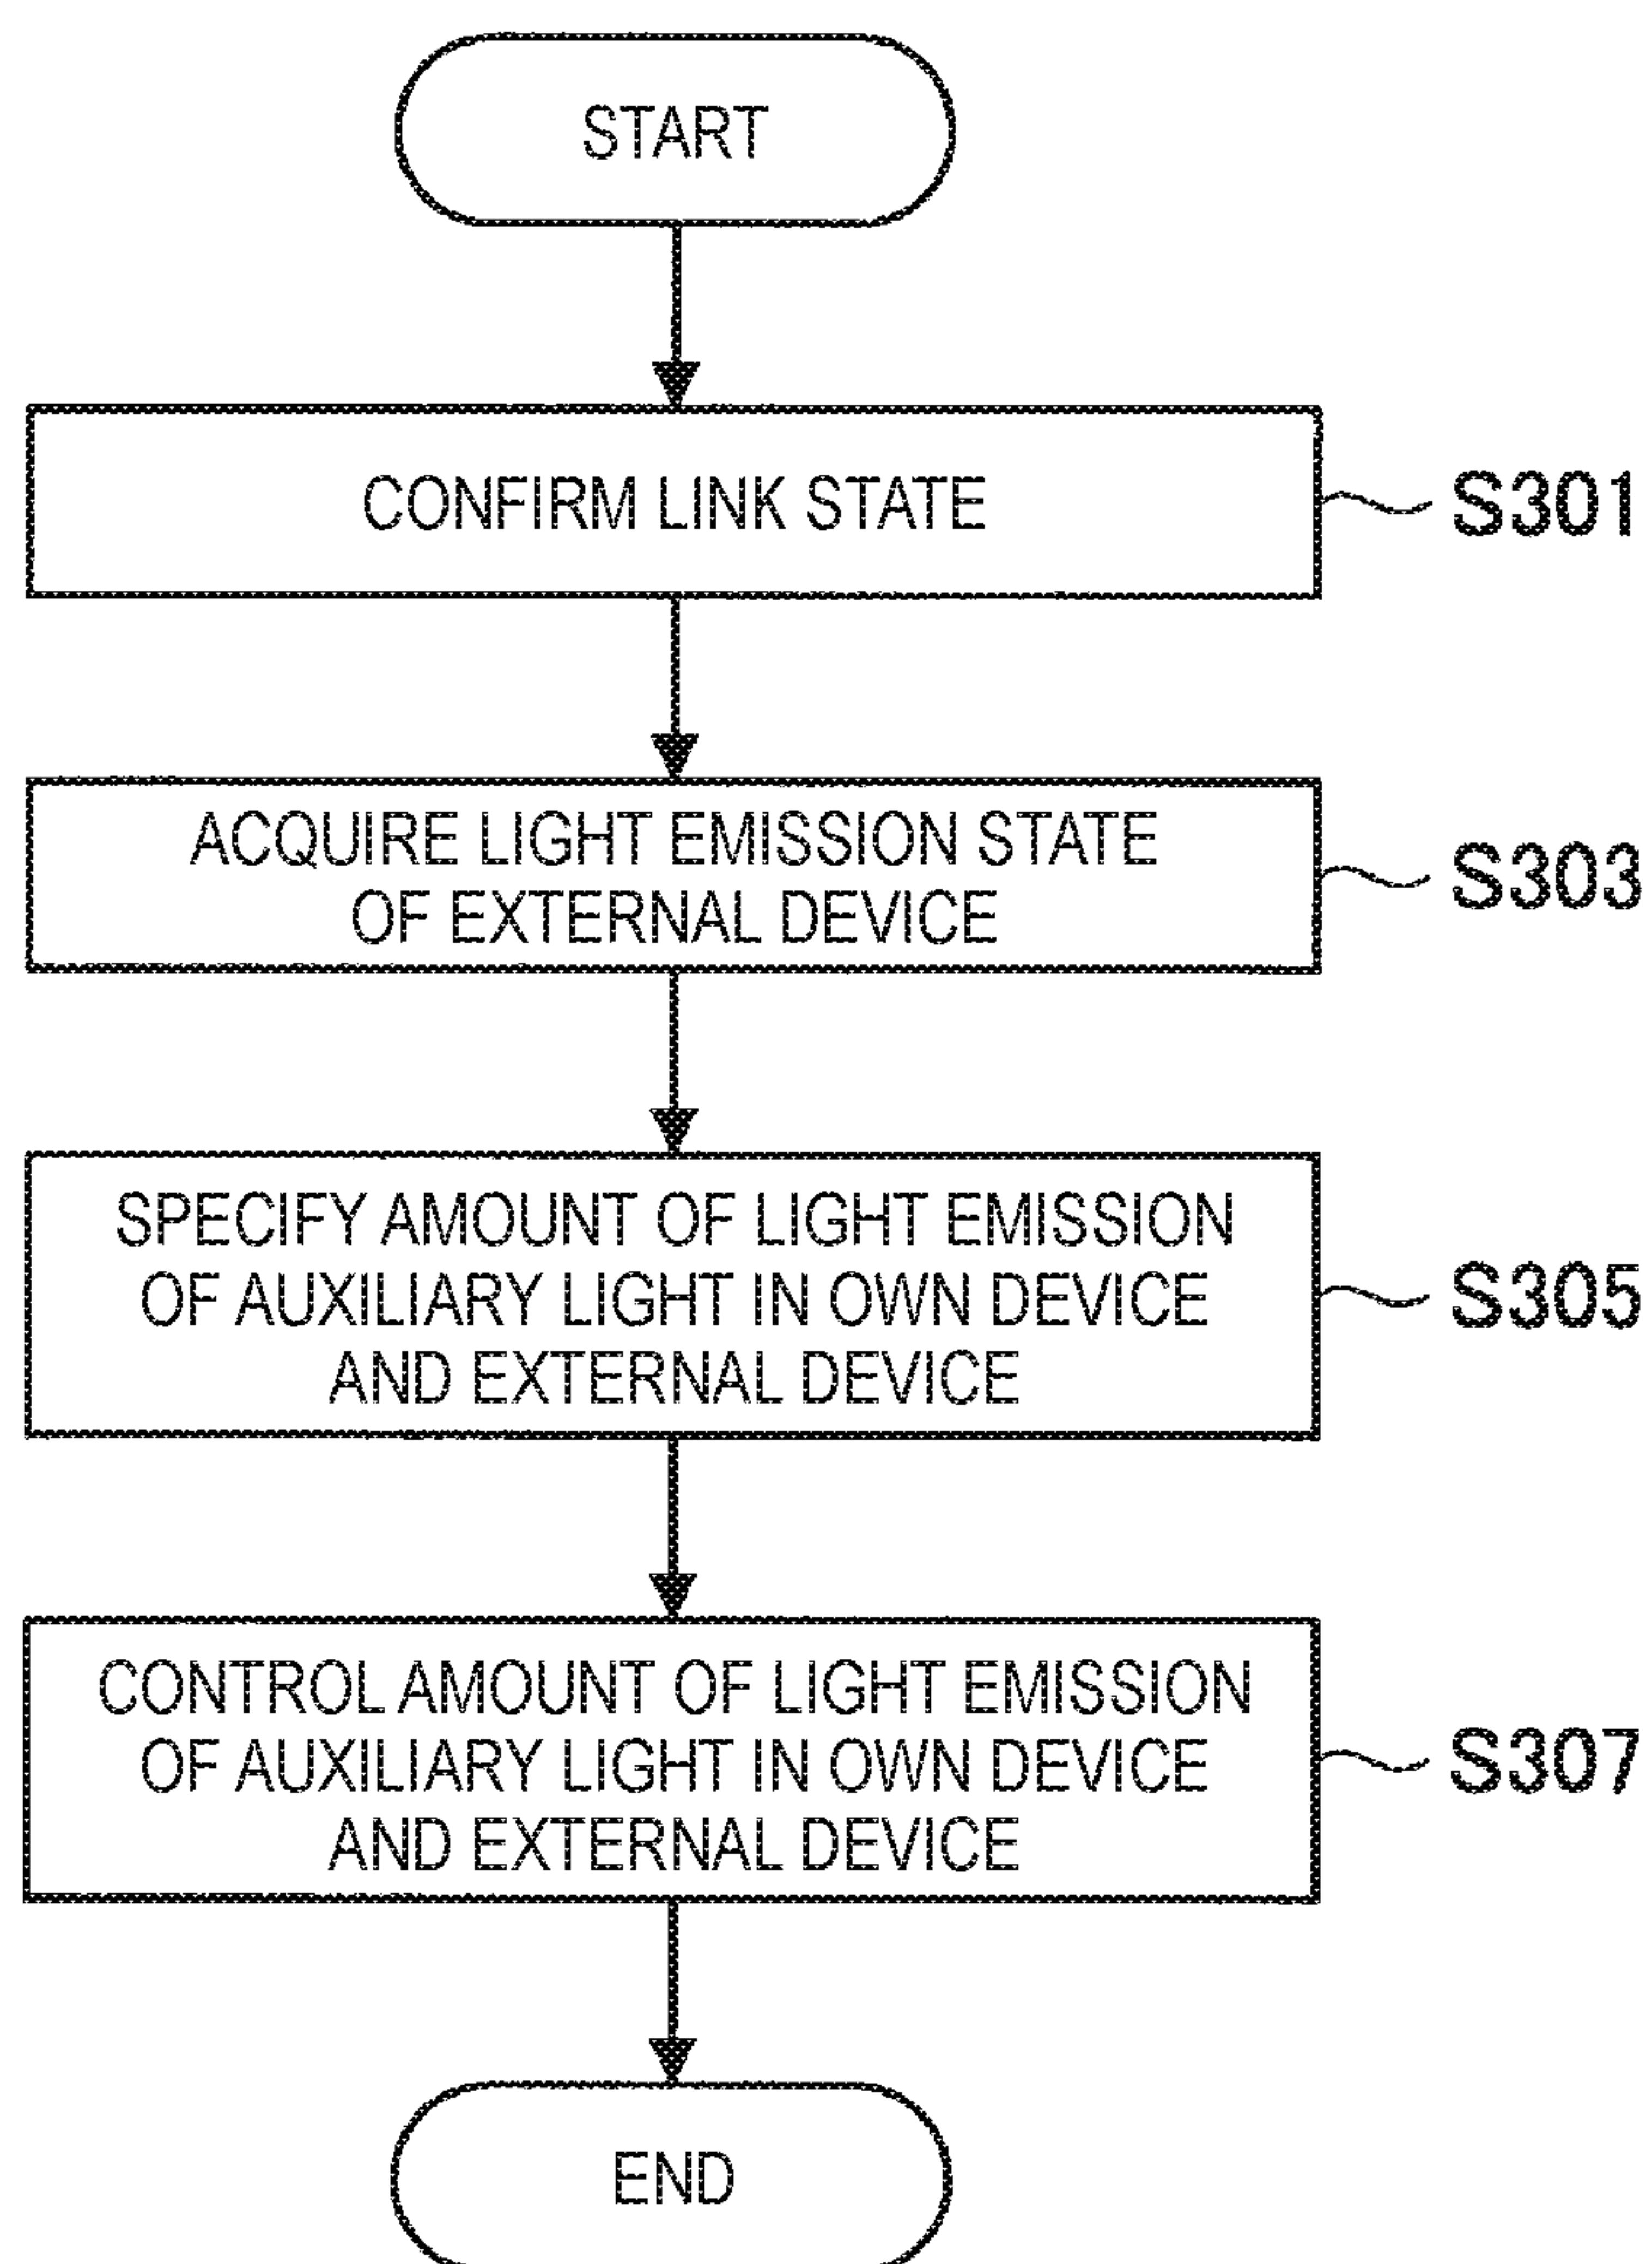 START
CONFIRM LINK STATE
S301
ACQUIRE LIGHT EMISSION STATE
OF EXTERNAL DEVICE
S303
SPECIFY AMOUNT OF LIGHT EMISSION
OF AUXILIARY LIGHT IN OWN DEVICE
AND EXTERNAL DEVICE
S305
CONTROL AMOUNT OF LIGHT EMISSION
OF AUXILIARY LIGHT IN OWN DEVICE
AND EXTERNAL DEVICE
S307
END